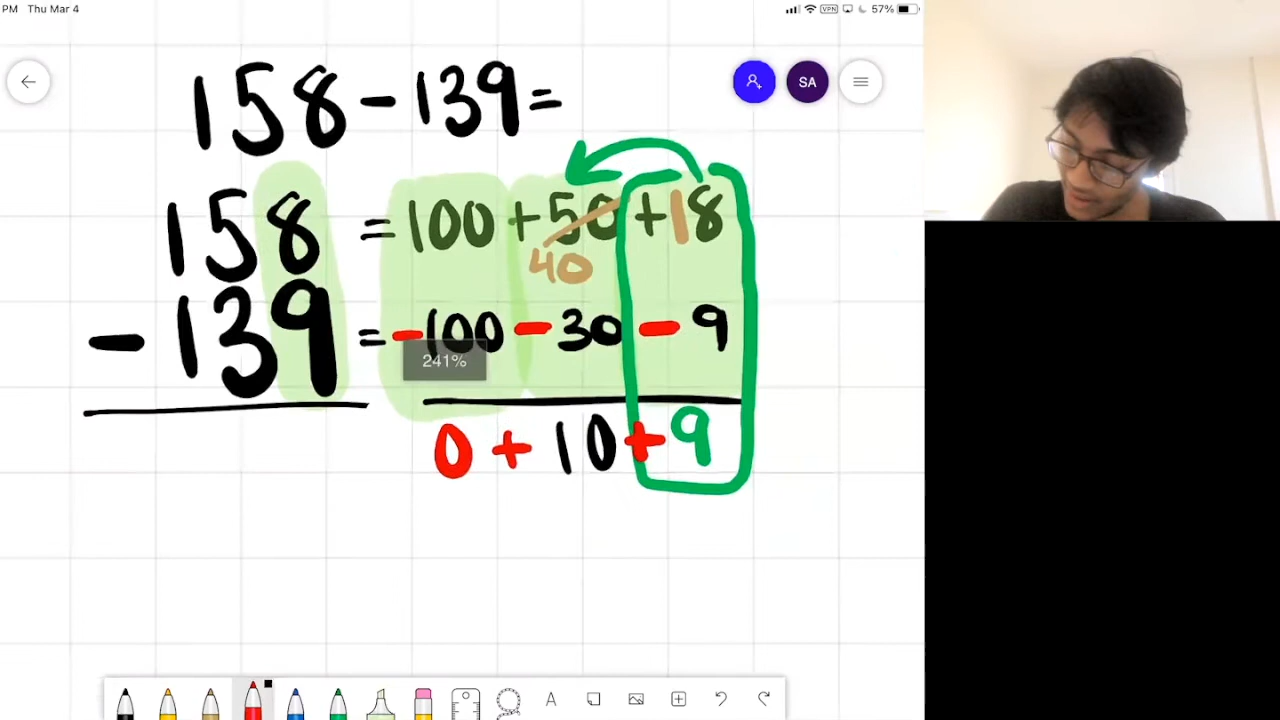 PM Thu Mar 4 VPN 57%
SA
158-139=
158 = 100 + 50 + 18
40
- 139 = - 100 - 30 - 9
241%
0 + 10 + 9
A